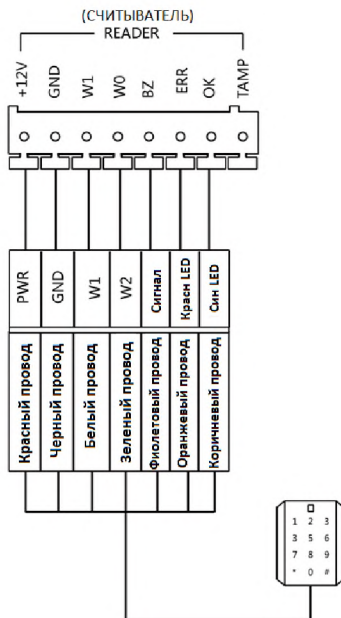 (СЧИТЫВАТЕЛЬ)
READER
+12V
GND
W1
W0
BZ
ERR
OK
TAMP
PWR
GND
W1
W2
Сигнал
Красн LED
Син LED
Красный провод
Черный провод
Белый провод
Зеленый провод
Фиолетовый провод
Оранжевый провод
Коричневый провод
1 2 3
3 5 6
7 8 9
* 0 #